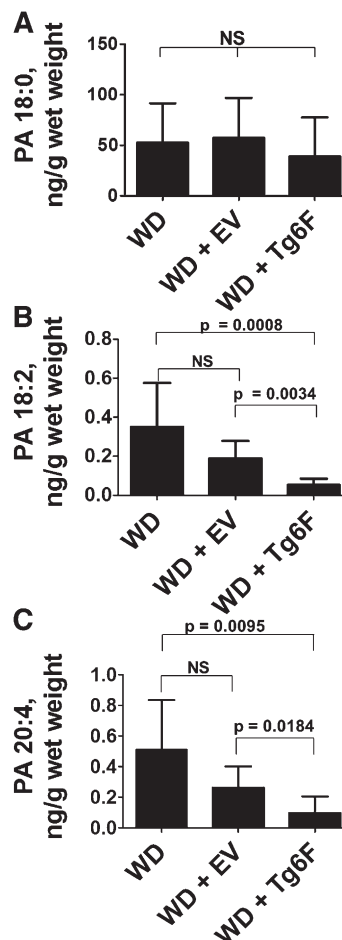 A
PA 18:0,
ng/g wet weight
NS
150
100
50
0
WD
WD + EV
WD + Tg6F
B
PA 18:2,
ng/g wet weight
p = 0.0008
NS
p = 0.0034
0.8
0.6
0.4
0.2
0.0
WD
WD + EV
WD + Tg6F
C
PA 20:4,
ng/g wet weight
p = 0.0095
NS
p = 0.0184
1.0
0.8
0.6
0.4
0.2
0.0
WD
WD + EV
WD + Tg6F